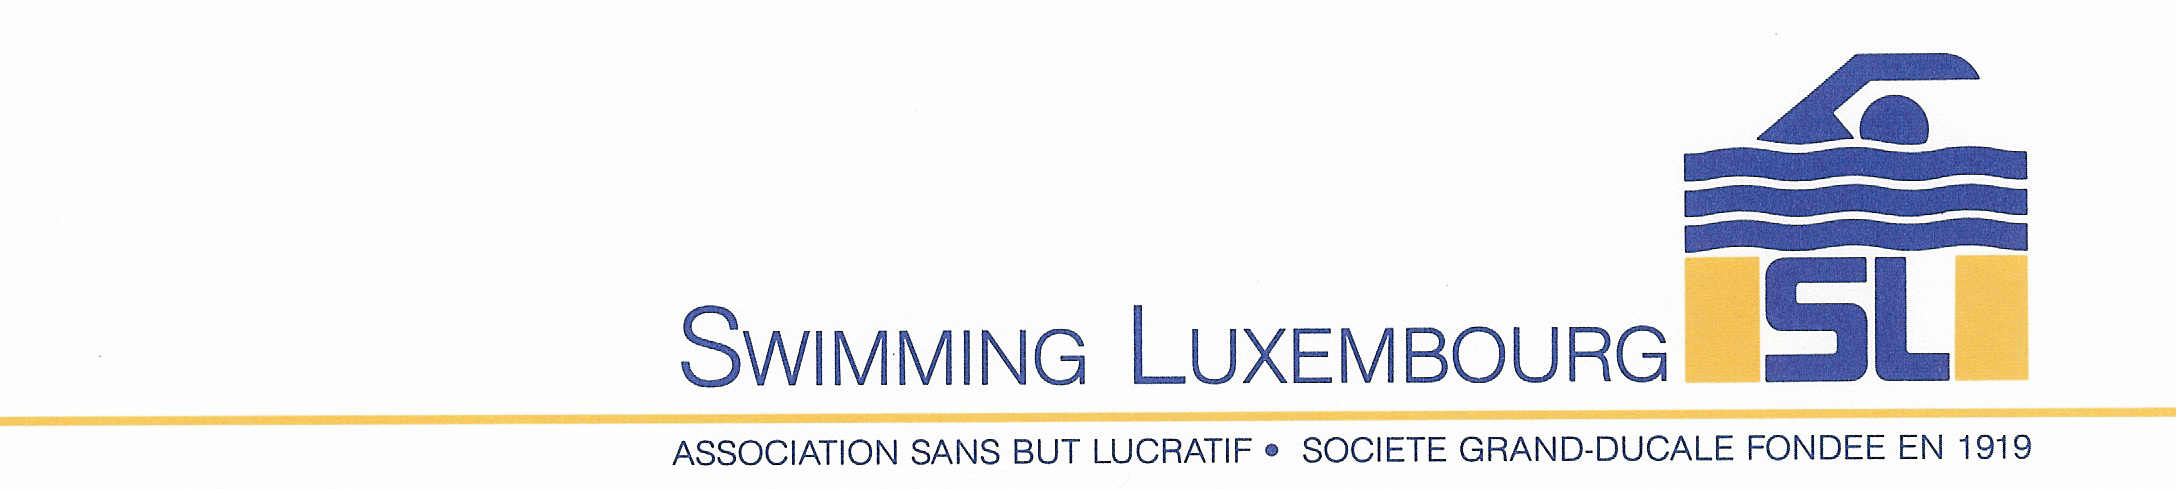 SWIMMING LUXEMBOURG
SL
ASSOCIATION SANS BUT LUCRATIF • SOCIETE GRAND-DUCALE FONDEE EN 1919